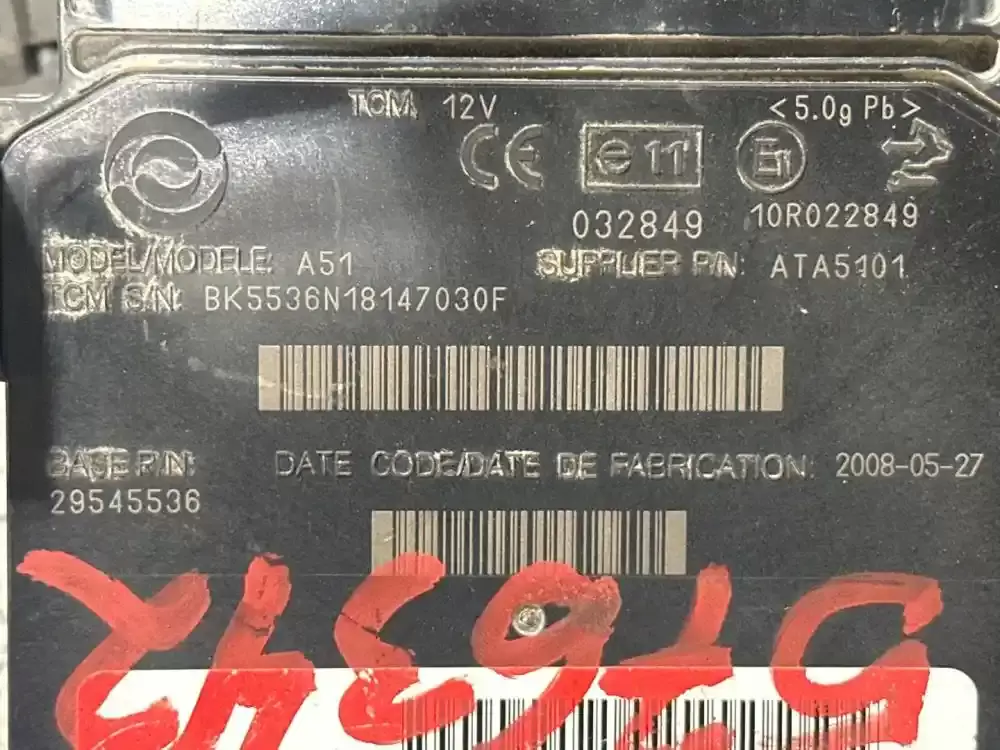 TCM 12V <5.0g Pb>
CE e 11 E11
032849 10R022849
MODEL/MODELE: A51 SUPPLIER P/N: ATA5101
TCM S/N: BK5536N18147030F
BASE P/N: DATE CODE/DATE DE FABRICATION: 2008-05-27
29545536